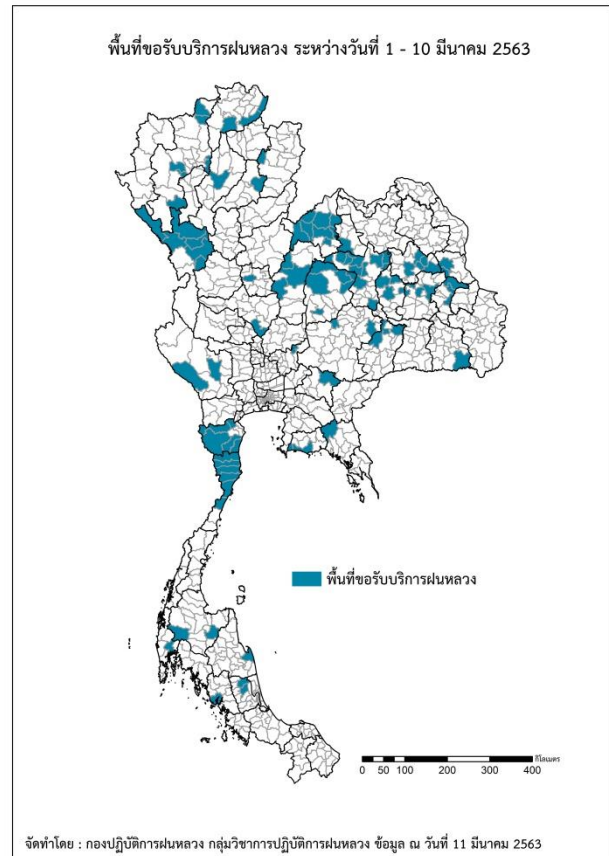 พื้นที่ขอรับบริการฝนหลวง ระหว่างวันที่ 1 - 10 มีนาคม 2563
พื้นที่ขอรับบริการฝนหลวง
กิโลเมตร
0 50 100 200 300 400
จัดทำโดย : กองปฏิบัติการฝนหลวง กลุ่มวิชาการปฏิบัติการฝนหลวง ข้อมูล ณ วันที่ 11 มีนาคม 2563